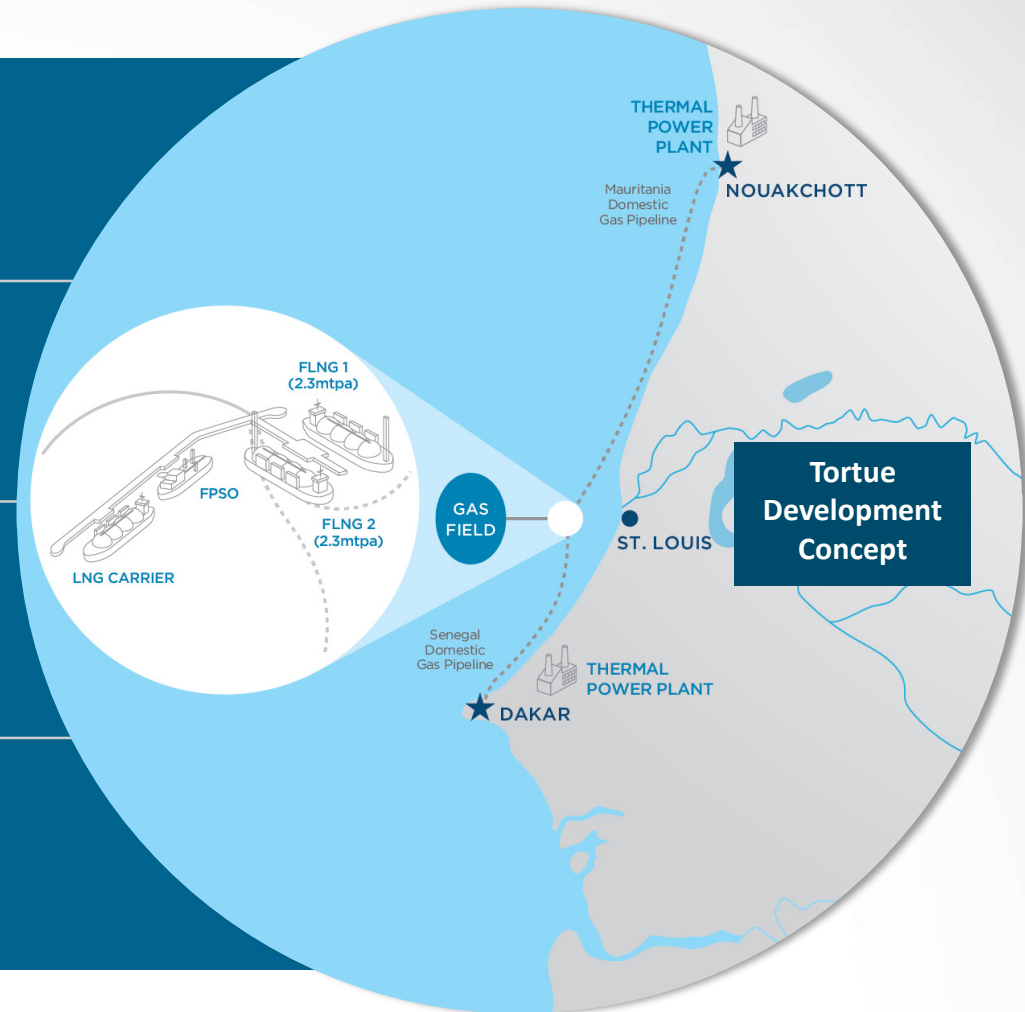 THERMAL
POWER
PLANT
NOUAKCHOTT
Mauritania
Domestic
Gas Pipeline
FLNG 1
(2.3mtpa)
FPSO
FLNG 2
(2.3mtpa)
LNG CARRIER
GAS
FIELD
ST. LOUIS
Tortue
Development
Concept
Senegal
Domestic
Gas Pipeline
THERMAL
POWER PLANT
DAKAR